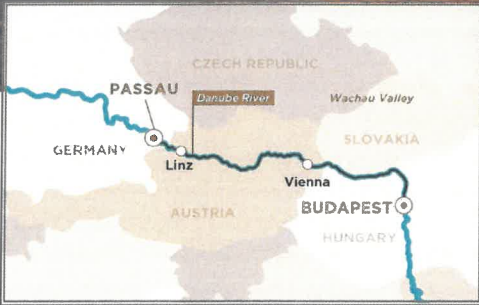 CZECH REPUBLIC
PASSAU
Danube River
Wachau Valley
GERMANY
SLOVAKIA
Linz
Vienna
AUSTRIA
BUDAPEST
HUNGARY